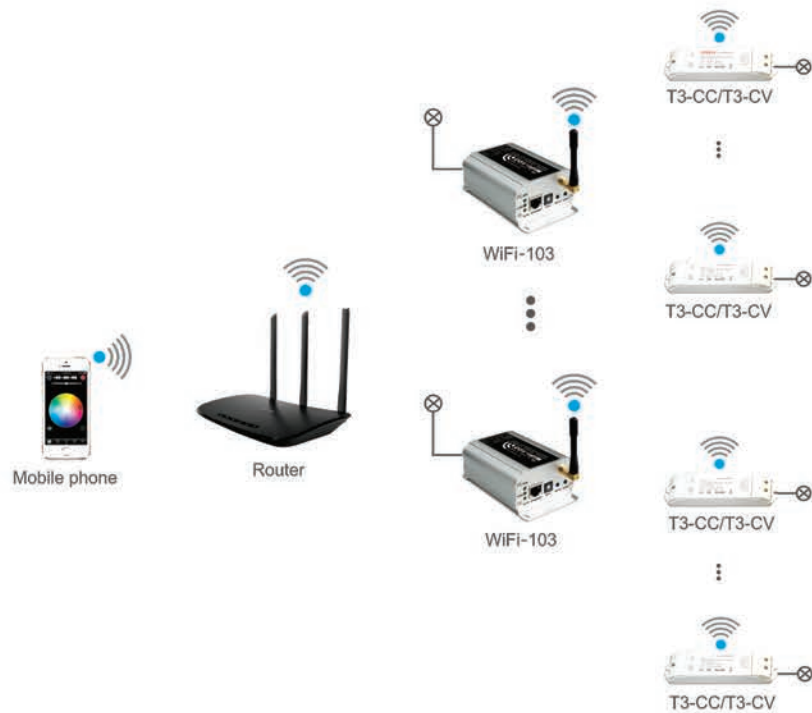 T3-CC/T3-CV
WiFi-103
T3-CC/T3-CV
Mobile phone
Router
WiFi-103
T3-CC/T3-CV
T3-CC/T3-CV